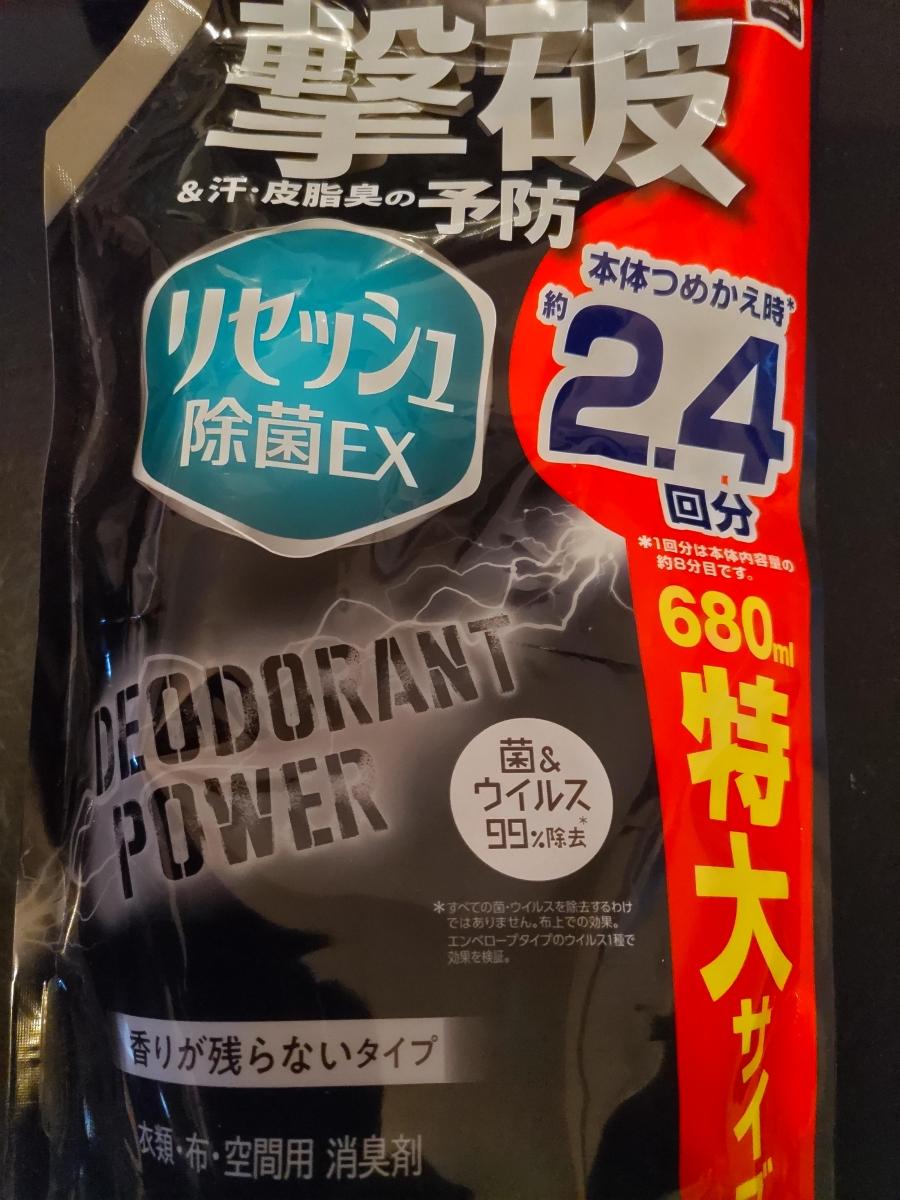 撃破
&汗・皮脂臭の予防
リセッシュ
除菌EX
本体つめかえ時*
約2.4
回分
*1回分は本体内容量の
約8分目です。
680ml
特大サイズ
DEODORANT
POWER
菌&
ウイルス
99%除去*
*すべての菌・ウイルスを除去するわけ
ではありません。布上での効果。
エンベロープタイプのウイルス1種で
効果を検証。
香りが残らないタイプ
衣類・布・空間用 消臭剤